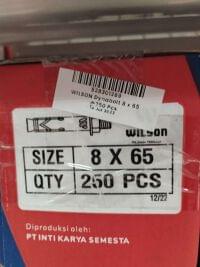 WILSON Dynabolt 8 x 65
WILSON
SIZE 8 X 65
QTY 250 PCS
12/22
Diproduksi oleh:
PT INTI KARYA SEMESTA